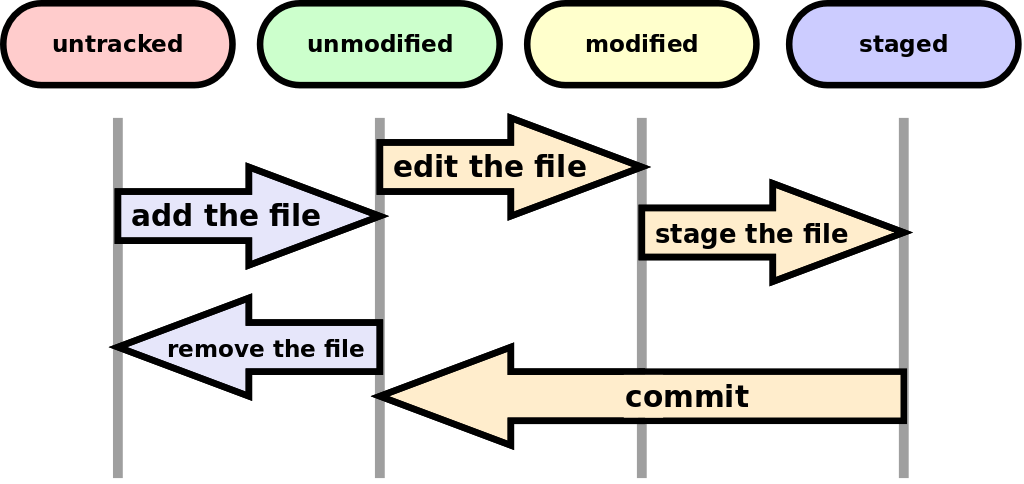 untracked
unmodified
modified
staged
edit the file
add the file
stage the file
remove the file
commit